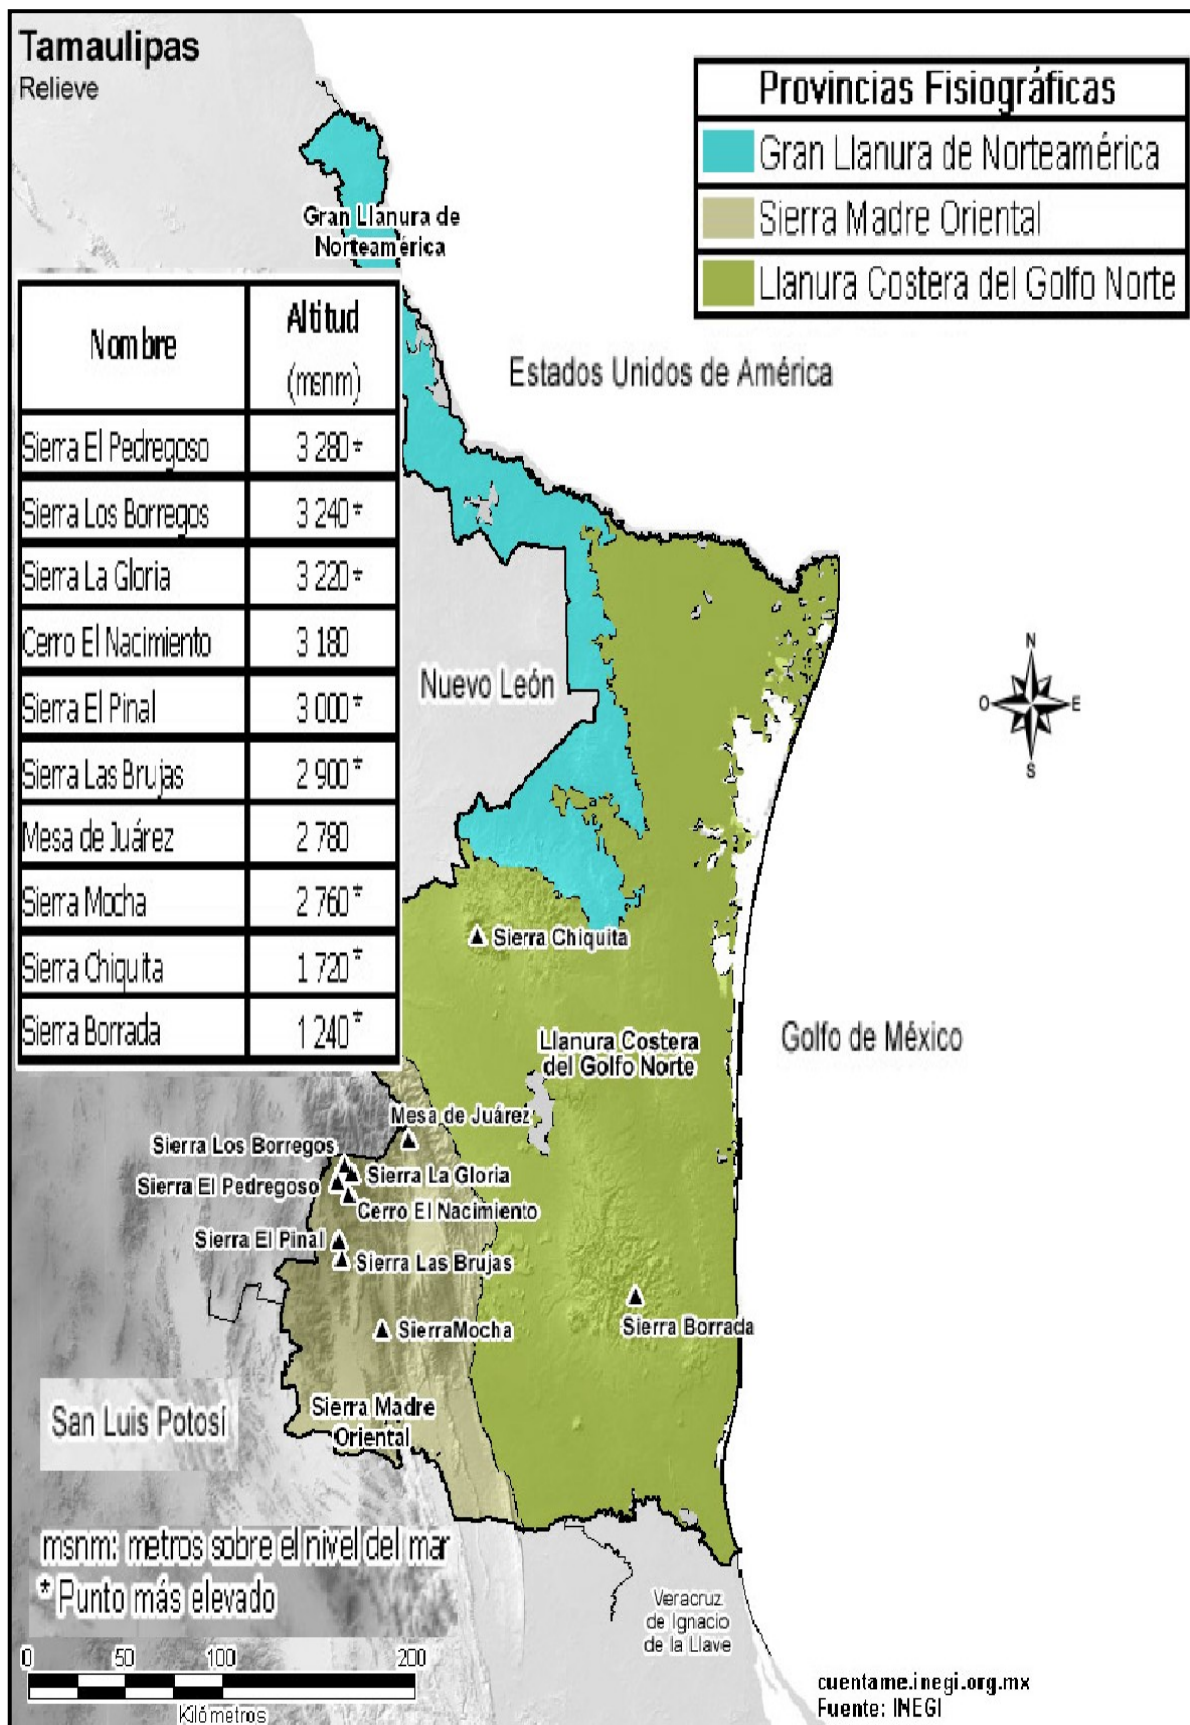 Tamaulipas
Relieve
Provincias Fisiográficas
Gran Llanura de Norteamérica
Sierra Madre Oriental
Llanura Costera del Golfo Norte
Gran Llanura de
Norteamérica
Nombre
Altitud
(msnm)
Sierra El Pedregoso 3 280*
Sierra Los Borregos 3 240*
Sierra La Gloria 3 220*
Cerro El Nacimiento 3 180
Sierra El Pinal 3 000*
Sierra Las Brujas 2 900*
Mesa de Juárez 2 780
Sierra Mocha 2 760*
Sierra Chiquita 1 720*
Sierra Borrada 1 240*
Estados Unidos de América
Nuevo León
N
O
E
S
Sierra Chiquita
Llanura Costera
del Golfo Norte
Golfo de México
Mesa de Juárez
Sierra Los Borregos
Sierra La Gloria
Sierra El Pedregoso
Cerro El Nacimiento
Sierra El Pinal
Sierra Las Brujas
Sierra Borrada
SierraMocha
Sierra Madre
Oriental
San Luis Potosí
msnm: metros sobre el nivel del mar
* Punto más elevado
Veracruz
de Ignacio
de la Llave
0 50 100 200
Kilómetros
cuentame.inegi.org.mx
Fuente: INEGI